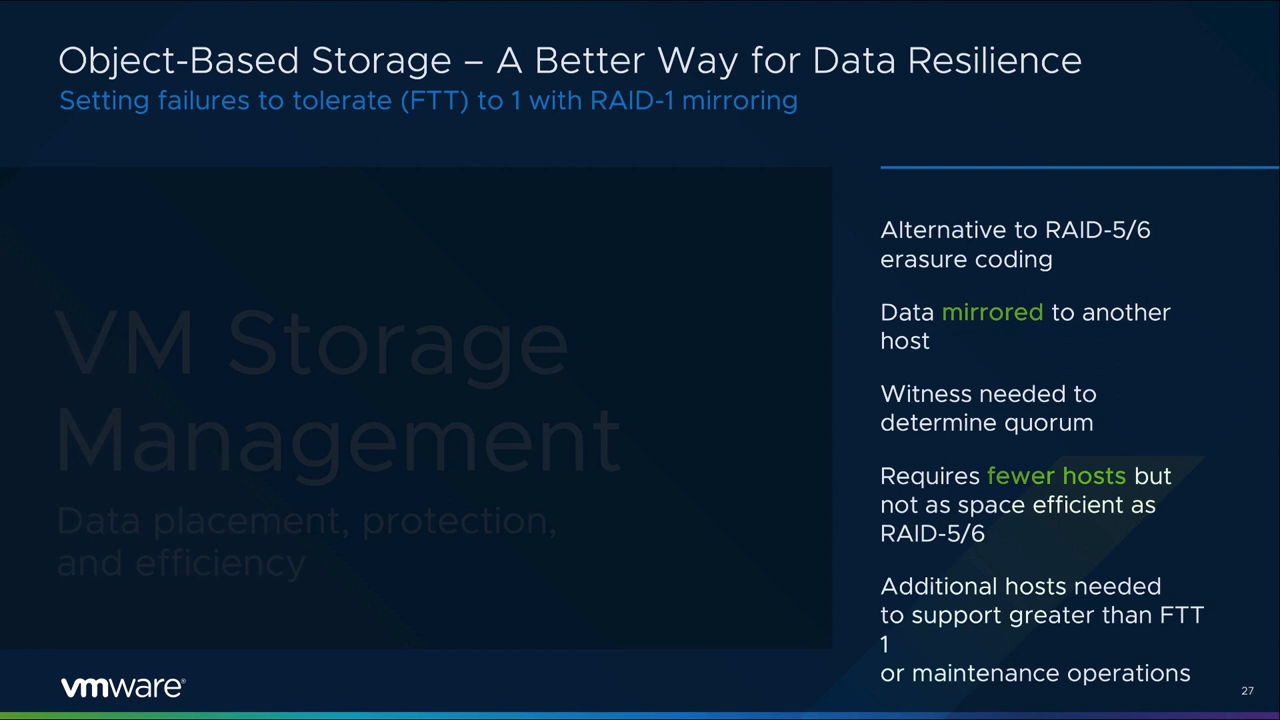 Object-Based Storage – A Better Way for Data Resilience
Setting failures to tolerate (FTT) to 1 with RAID-1 mirroring
VM Storage
Management
Data placement, protection,
and efficiency
Alternative to RAID-5/6
erasure coding
Data mirrored to another
host
Witness needed to
determine quorum
Requires fewer hosts but
not as space efficient as
RAID-5/6
Additional hosts needed
to support greater than FTT
1
or maintenance operations
vmware®
27